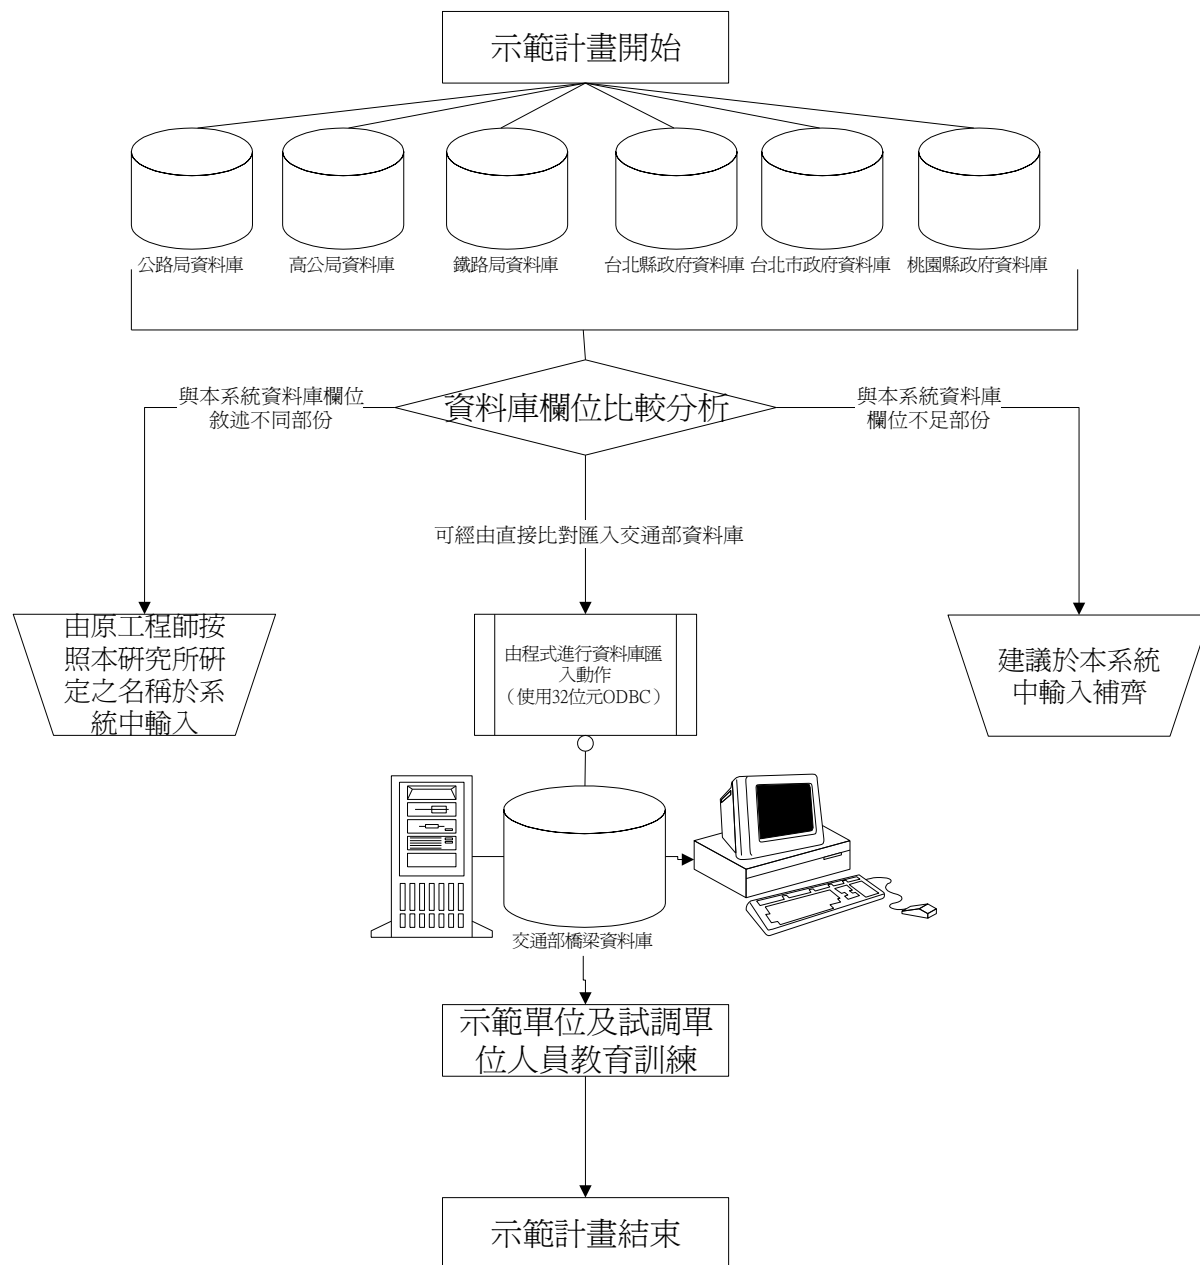 示範計畫開始
公路局資料庫
高公局資料庫
鐵路局資料庫
台北縣政府資料庫
台北市政府資料庫
桃園縣政府資料庫
與本系統資料庫欄位
敘述不同部份
資料庫欄位比較分析
與本系統資料庫
欄位不足部份
可經由直接比對匯入交通部資料庫
由原工程師按
照本研究所研
定之名稱於系
統中輸入
由程式進行資料庫匯
入動作
（使用32位元ODBC）
建議於本系統
中輸入補齊
交通部橋梁資料庫
示範單位及試調單
位人員教育訓練
示範計畫結束